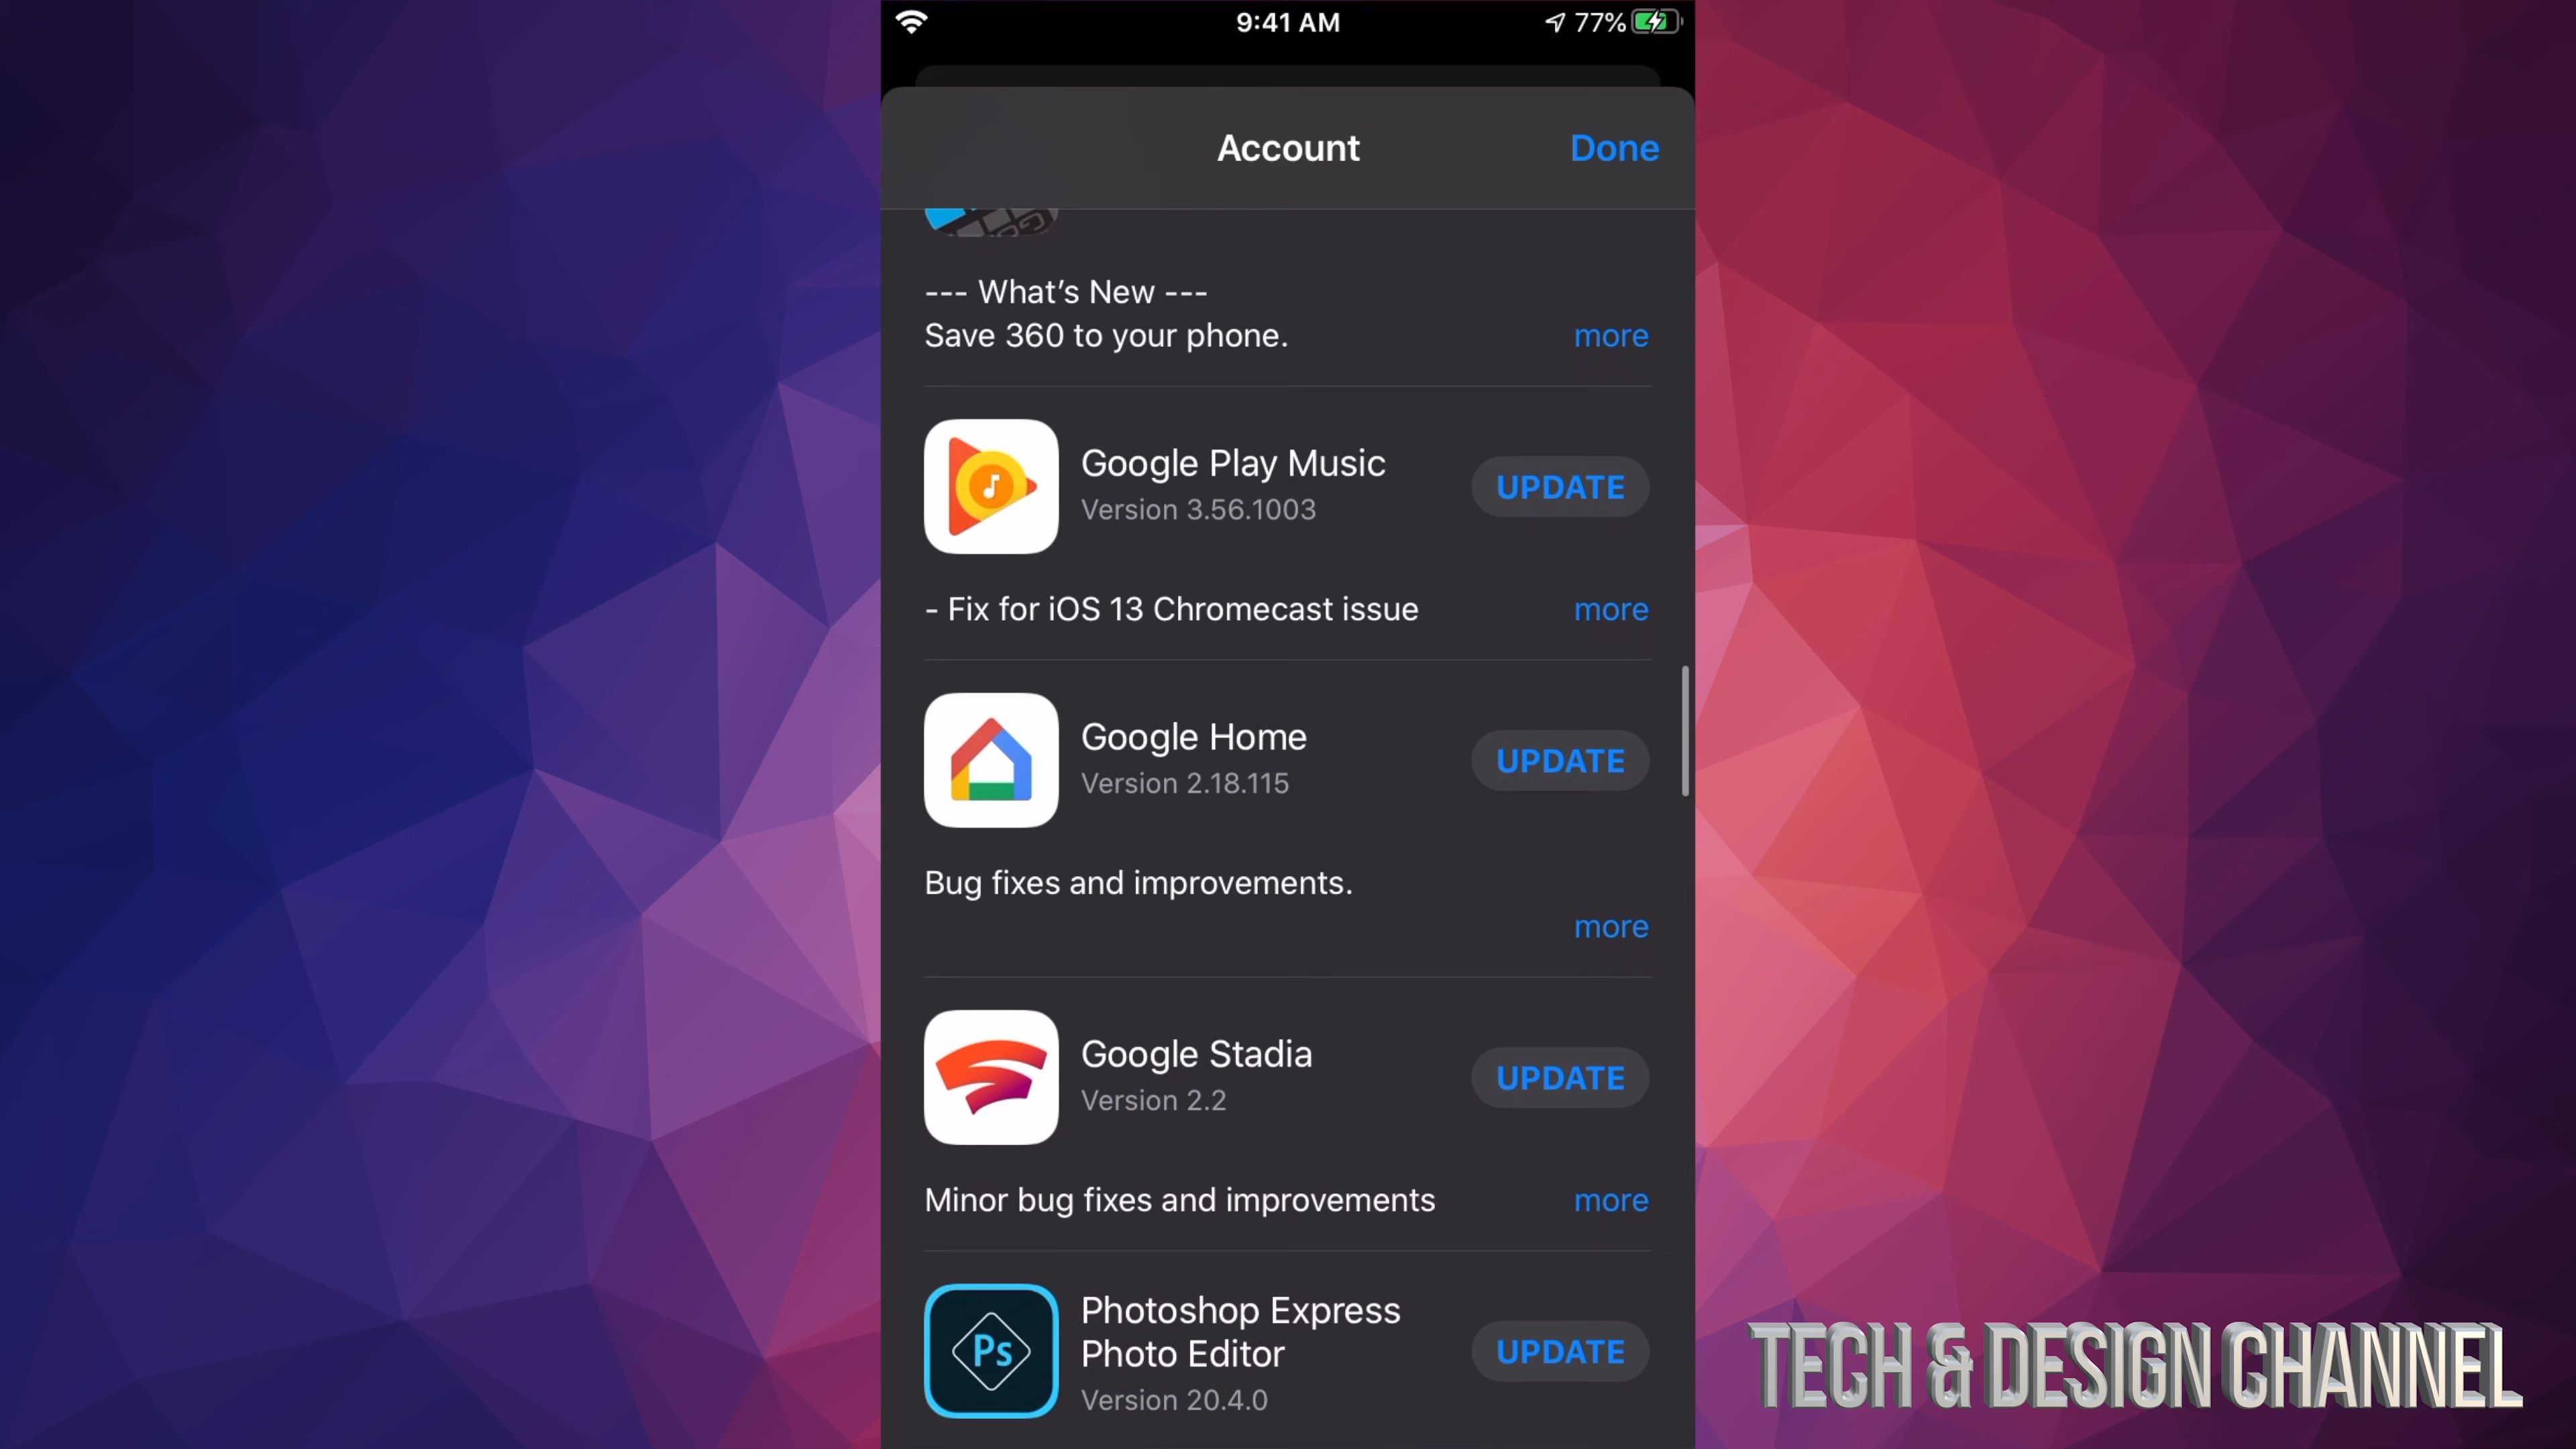 9:41 AM
77%
Account
Done
--- What’s New ---
Save 360 to your phone.
more
Google Play Music
Version 3.56.1003
UPDATE
- Fix for iOS 13 Chromecast issue
more
Google Home
Version 2.18.115
UPDATE
Bug fixes and improvements.
more
Google Stadia
Version 2.2
UPDATE
Minor bug fixes and improvements
more
Ps
Photoshop Express
Photo Editor
Version 20.4.0
UPDATE
TECH & DESIGN CHANNEL